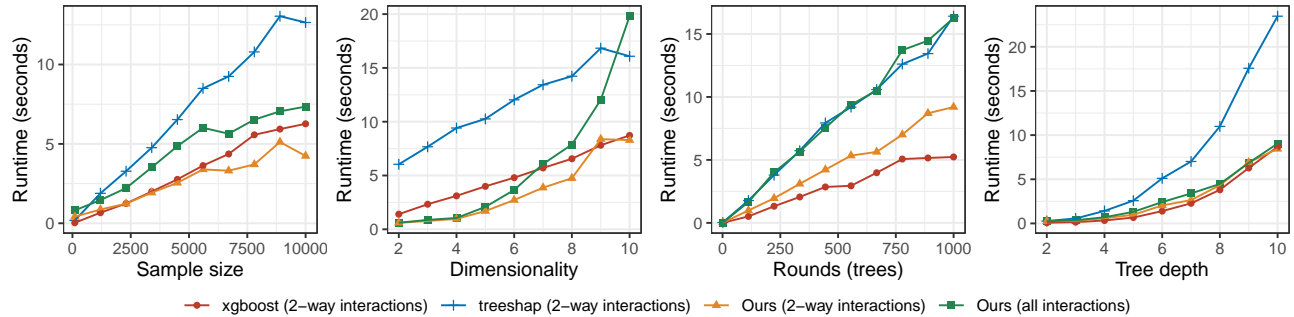 Runtime (seconds)
0
5
10
0 2500 5000 7500 10000
Sample size
Runtime (seconds)
0
5
10
15
20
2 4 6 8 10
Dimensionality
Runtime (seconds)
0
5
10
15
0 250 500 750 1000
Rounds (trees)
Runtime (seconds)
0
5
10
15
20
2 4 6 8 10
Tree depth
xgboost (2-way interactions) treeshap (2-way interactions) Ours (2-way interactions) Ours (all interactions)